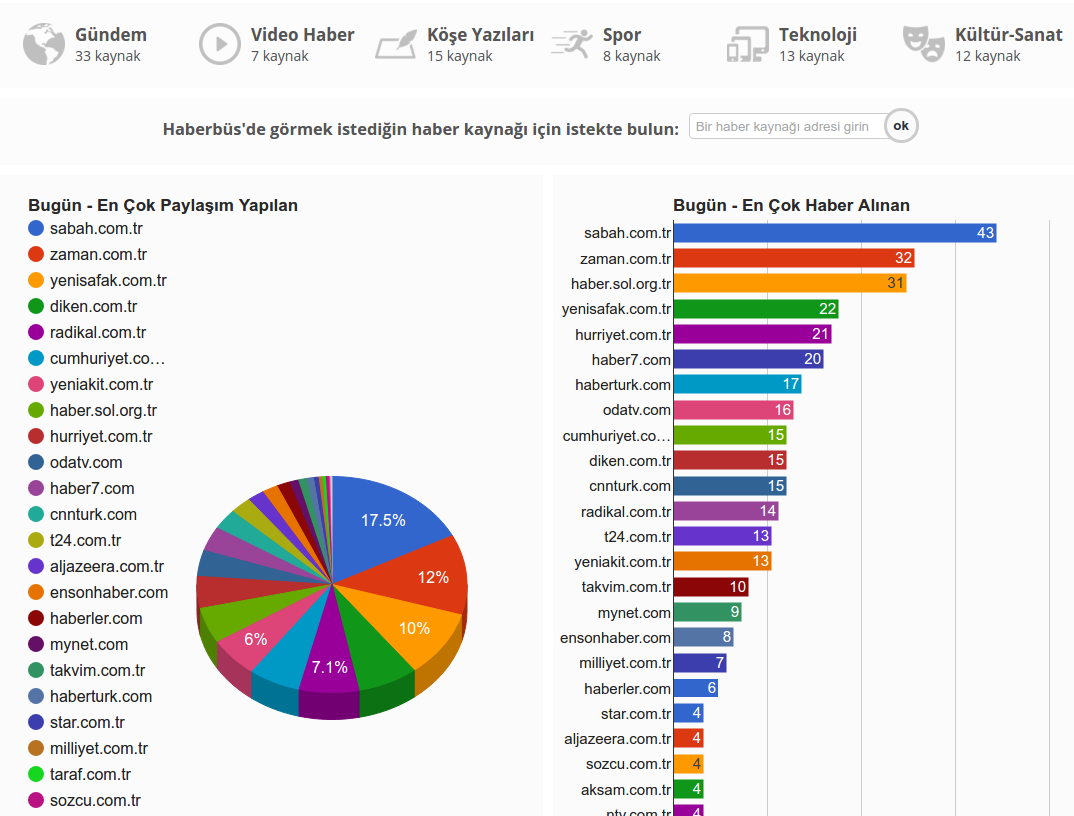 Gündem
33 kaynak
Video Haber
7 kaynak
Köşe Yazıları
15 kaynak
Spor
8 kaynak
Teknoloji
13 kaynak
Kültür-Sanat
12 kaynak
Haberbüs'de görmek istediğin haber kaynağı için istekte bulun:
Bir haber kaynağı adresi girin
ok
Bugün - En Çok Paylaşım Yapılan
sabah.com.tr
zaman.com.tr
yenisafak.com.tr
diken.com.tr
radikal.com.tr
cumhuriyet.co…
yeniakit.com.tr
haber.sol.org.tr
hurriyet.com.tr
odatv.com
haber7.com
cnnturk.com
t24.com.tr
aljazeera.com.tr
ensonhaber.com
haberler.com
mynet.com
takvim.com.tr
haberturk.com
star.com.tr
milliyet.com.tr
taraf.com.tr
sozcu.com.tr
17.5%
12%
10%
7.1%
6%
Bugün - En Çok Haber Alınan
sabah.com.tr 43
zaman.com.tr 32
haber.sol.org.tr 31
yenisafak.com.tr 22
hurriyet.com.tr 21
haber7.com 20
haberturk.com 17
odatv.com 16
cumhuriyet.co… 15
diken.com.tr 15
cnnturk.com 15
radikal.com.tr 14
t24.com.tr 13
yeniakit.com.tr 13
takvim.com.tr 10
mynet.com 9
ensonhaber.com 8
milliyet.com.tr 7
haberler.com 6
star.com.tr 4
aljazeera.com.tr 4
sozcu.com.tr 4
aksam.com.tr 4
ntv.com.tr 4